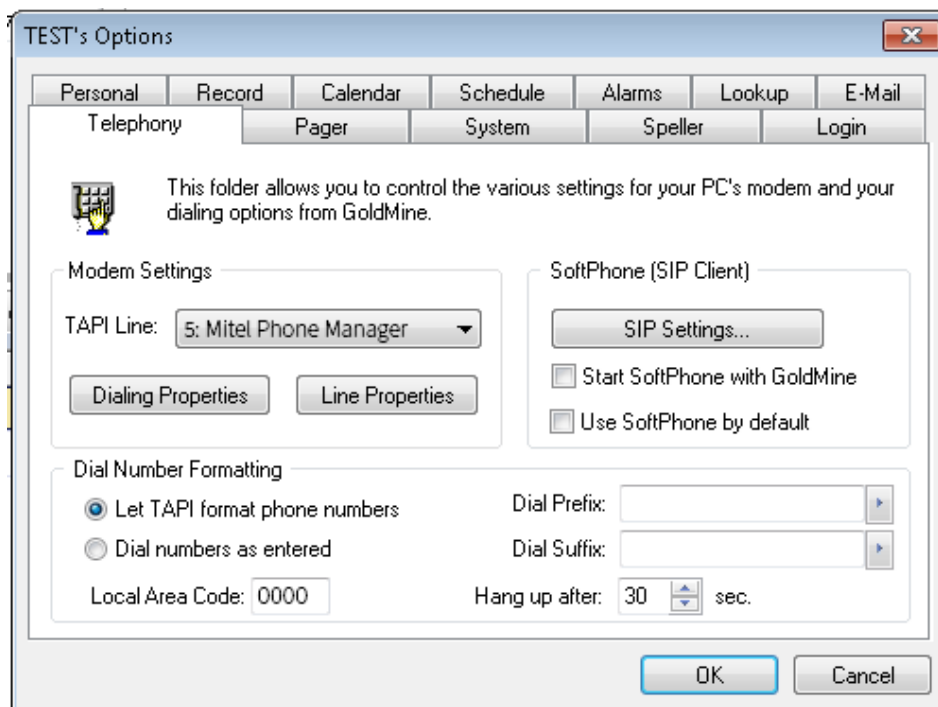 TEST's Options
Personal Record Calendar Schedule Alarms Lookup E-Mail
Telephony Pager System Speller Login
This folder allows you to control the various settings for your PC's modem and your
dialing options from GoldMine.
Modem Settings
TAPI Line: 5: Mitel Phone Manager
Dialing Properties Line Properties
SoftPhone (SIP Client)
SIP Settings...
Start SoftPhone with GoldMine
Use SoftPhone by default
Dial Number Formatting
Let TAPI format phone numbers
Dial numbers as entered
Local Area Code: 0000
Dial Prefix:
Dial Suffix:
Hang up after: 30 sec.
OK Cancel